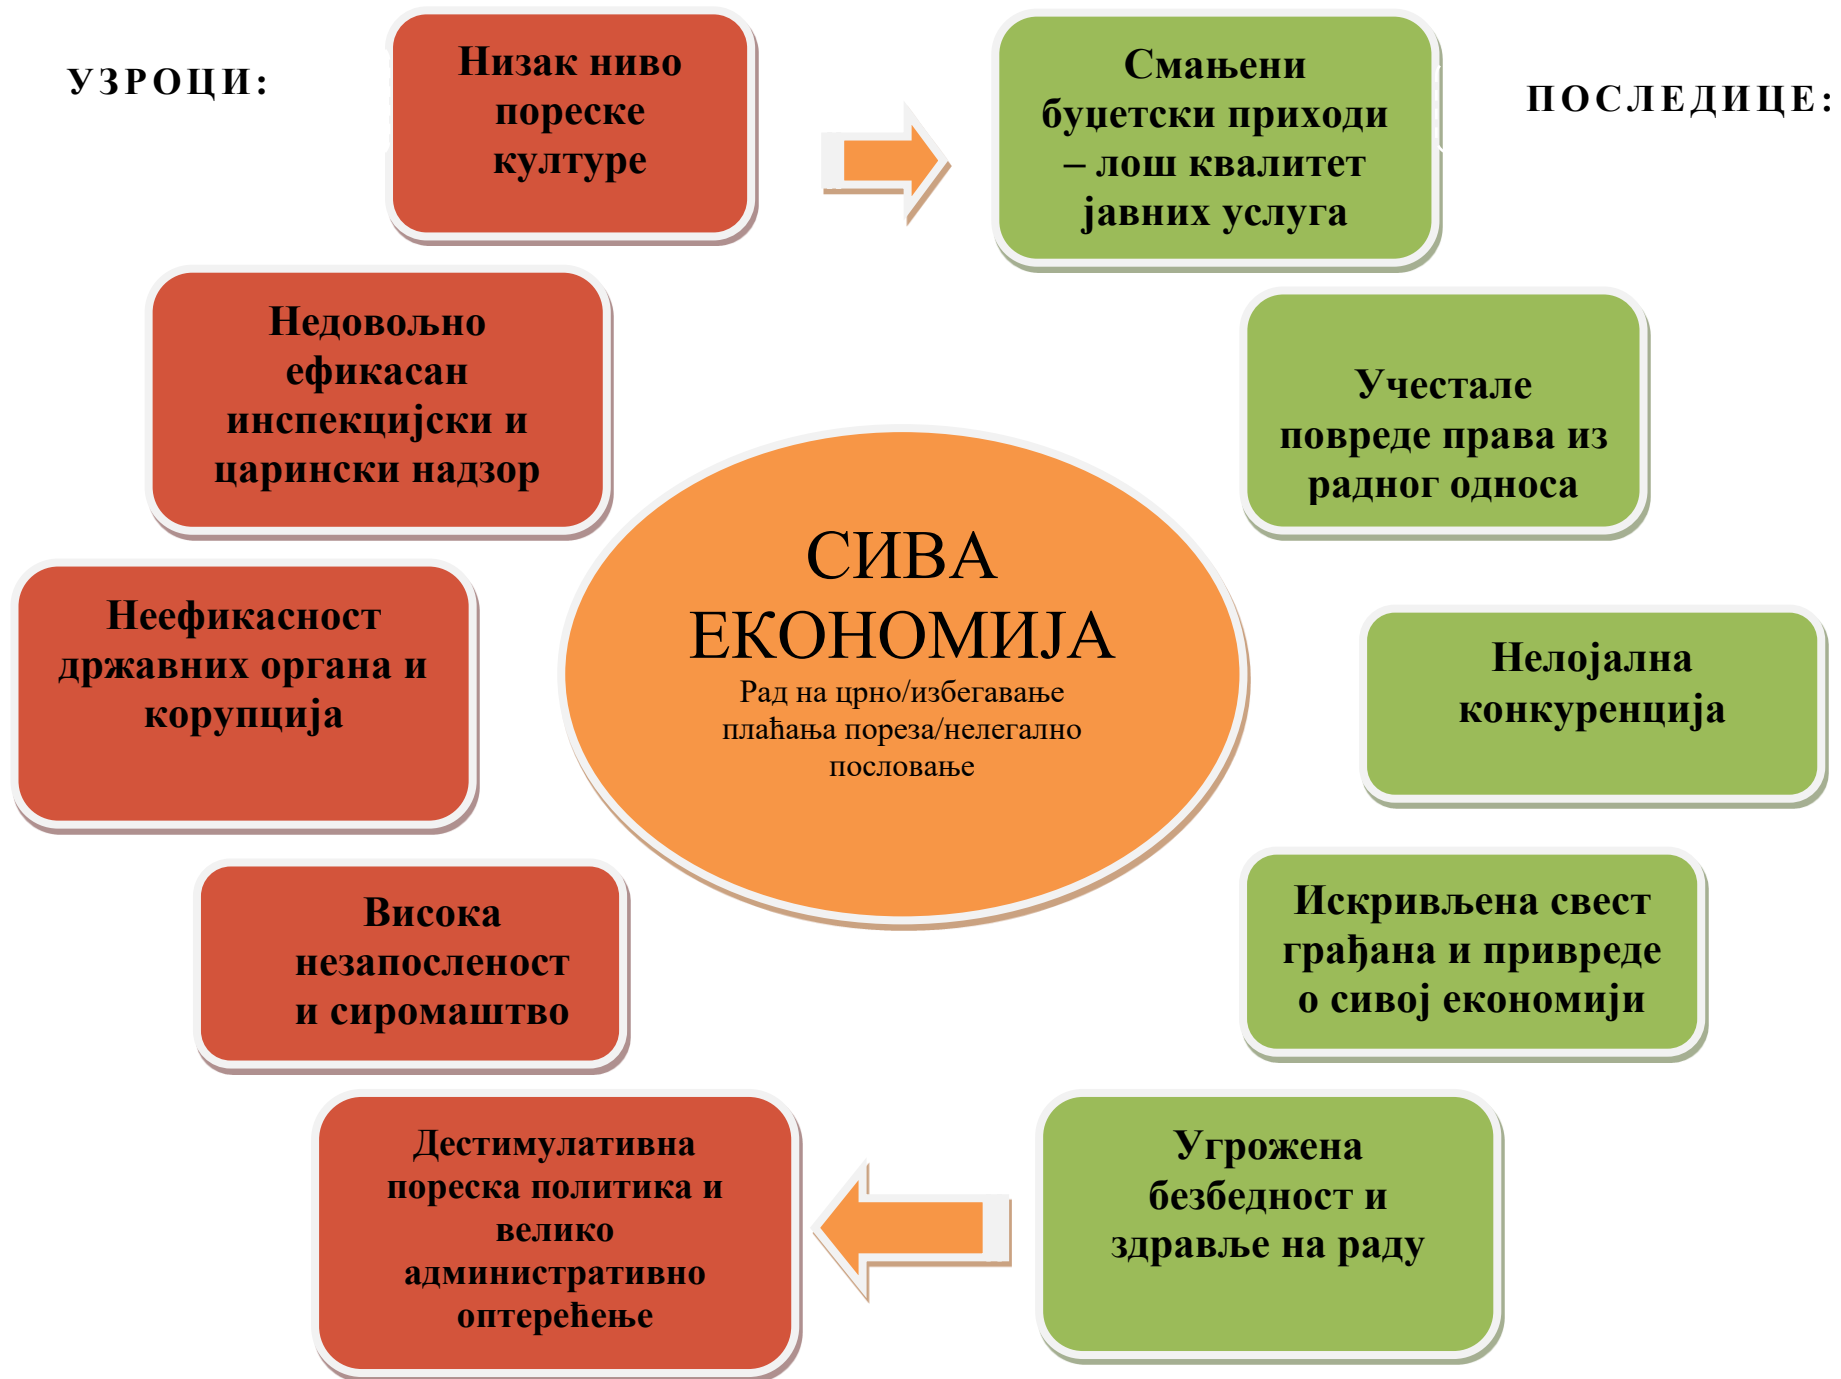 УЗРОЦИ:
Низак ниво
пореске
културе
Недовољно
ефикасан
инспекцијски и
царински надзор
Неефикасност
државних органа и
корупција
Висока
незапосленост
и сиромаштво
Дестимулативна
пореска политика и
велико
административно
оптерећење
СИВА
ЕКОНОМИЈА
Рад на црно/избегавање
плаћања пореза/нелегално
пословање
ПОСЛЕДИЦЕ:
Смањени
буџетски приходи
– лош квалитет
јавних услуга
Учестале
повреде права из
радног односа
Нелојална
конкуренција
Искривљена свест
грађана и привреде
о сивој економији
Угрожена
безбедност и
здравље на раду